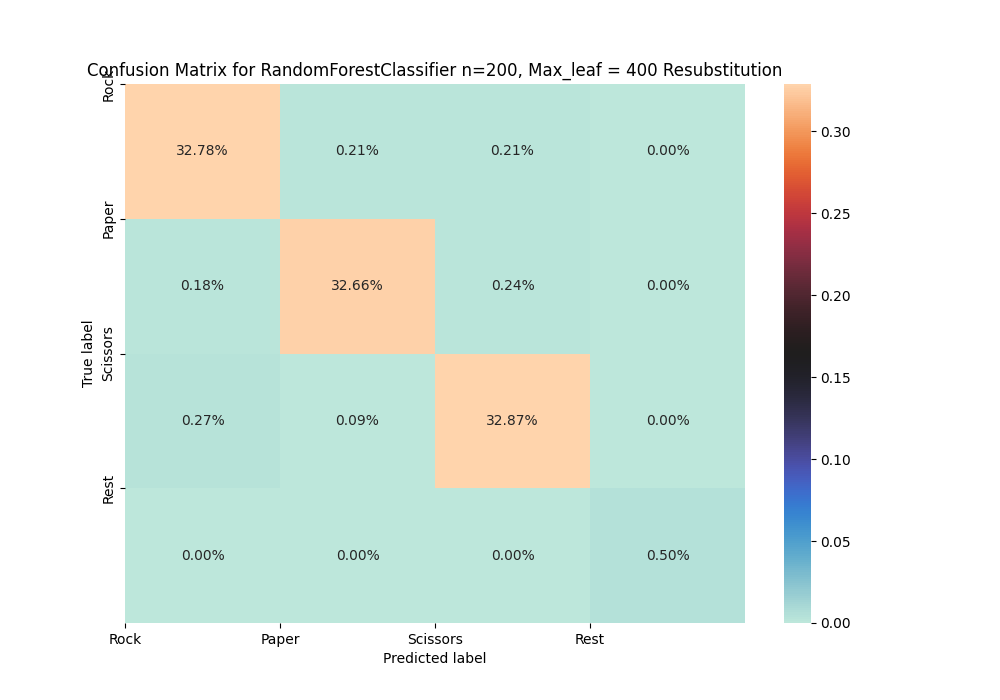 Confusion Matrix for RandomForestClassifier n=200, Max_leaf = 400 Resubstitution
Rock
32.78% 0.21% 0.21% 0.00%
Paper
0.18% 32.66% 0.24% 0.00%
True label
Scissors
0.27% 0.09% 32.87% 0.00%
Rest
0.00% 0.00% 0.00% 0.50%
Rock Paper Scissors Rest
Predicted label
0.30
0.25
0.20
0.15
0.10
0.05
0.00